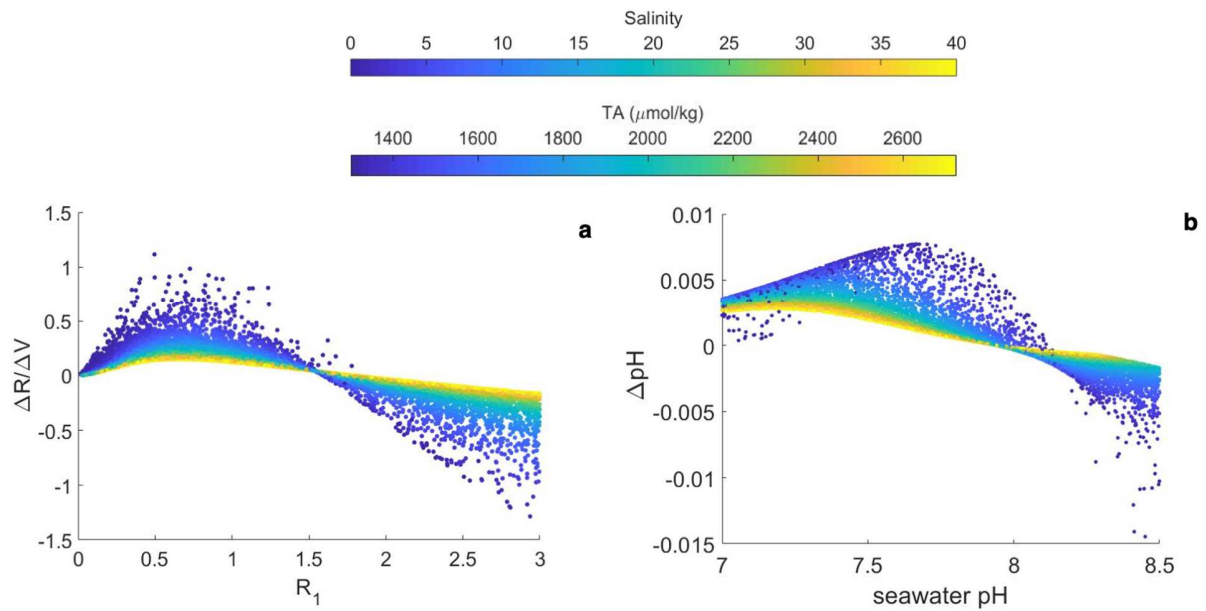 Salinity
0 5 10 15 20 25 30 35 40
TA (μmol/kg)
1400 1600 1800 2000 2200 2400 2600
a
1.5
1
0.5
0
-0.5
-1
-1.5
ΔR/ΔV
0 0.5 1 1.5 2 2.5 3
R₁
b
0.01
0.005
0
-0.005
-0.01
-0.015
ΔpH
7 7.5 8 8.5
seawater pH